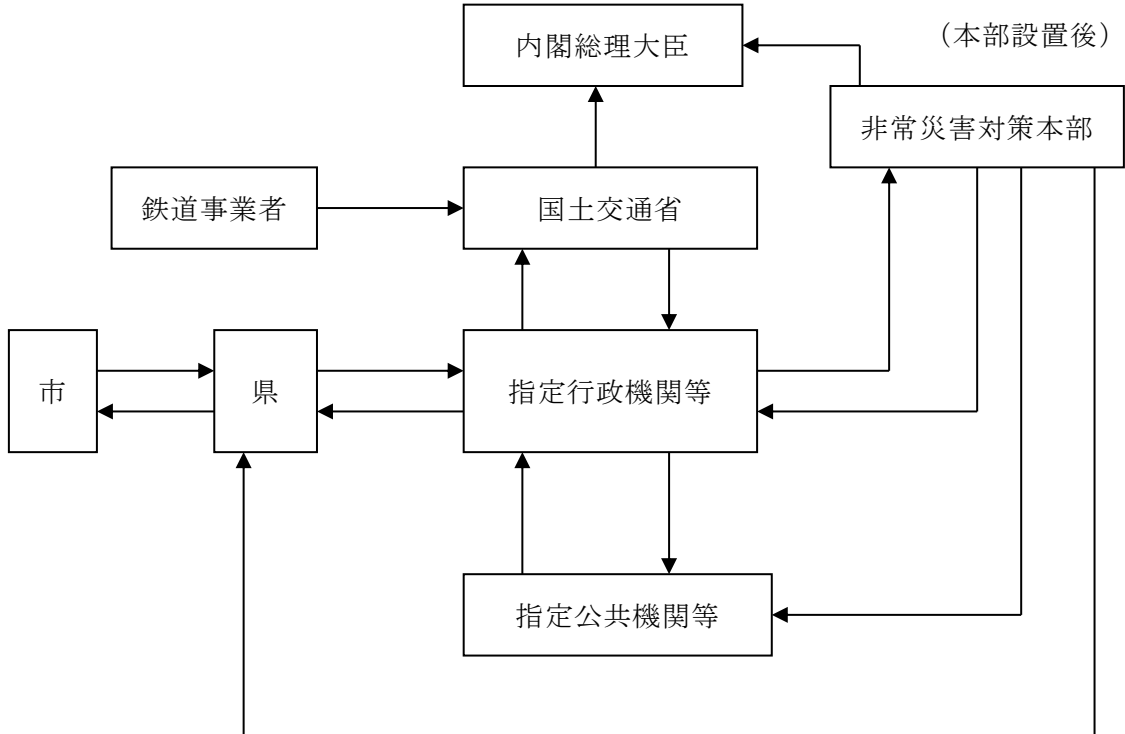 内閣総理大臣
（本部設置後）
非常災害対策本部
鉄道事業者
国土交通省
市
県
指定行政機関等
指定公共機関等